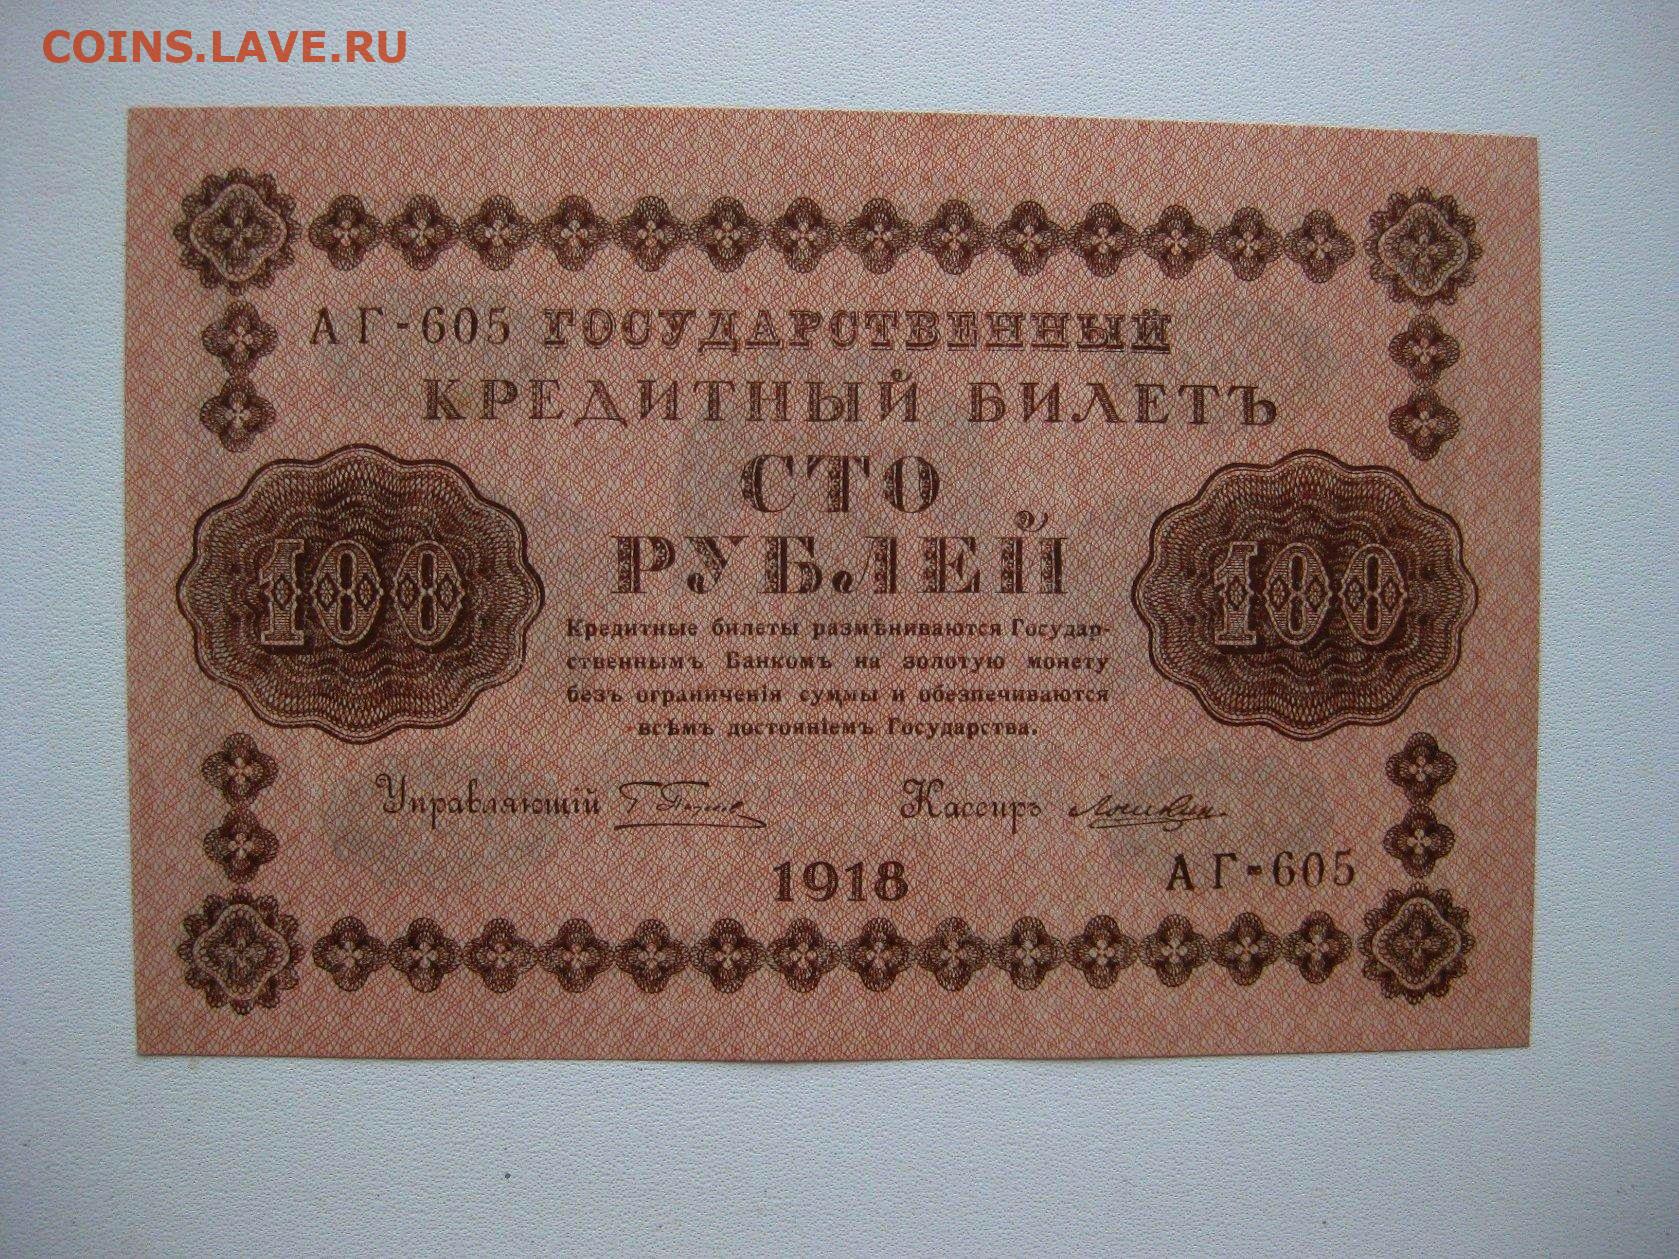 COINS.LAVE.RU
АГ-605 ГОСУДАРСТВЕННЫЙ
КРЕДИТНЫЙ БИЛЕТЪ
СТО
РУБЛЕЙ
100
100
Кредитные билеты размѣниваются Государ-
ственнымъ Банкомъ на золотую монету
безъ ограниченія суммы и обезпечиваются
всѣмъ достояніемъ Государства.
Управляющій
Кассиръ
1918
АГ-605